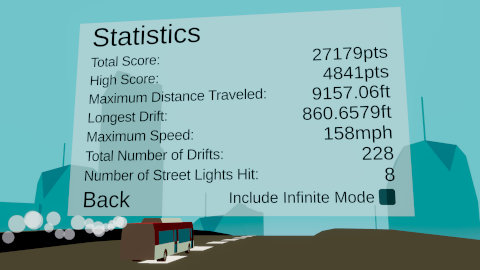 Statistics
Total Score: 27179pts
High Score: 4841pts
Maximum Distance Traveled: 9157.06ft
Longest Drift: 860.6579ft
Maximum Speed: 158mph
Total Number of Drifts: 228
Number of Street Lights Hit: 8
Back Include Infinite Mode